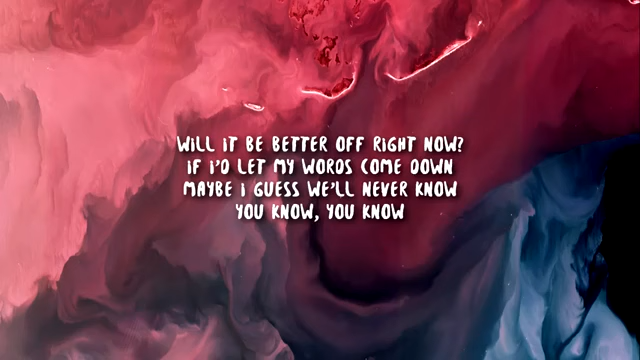 WILL IT BE BETTER OFF RIGHT NOW?
IF I'D LET MY WORDS COME DOWN
MAYBE I GUESS WE'LL NEVER KNOW
YOU KNOW, YOU KNOW